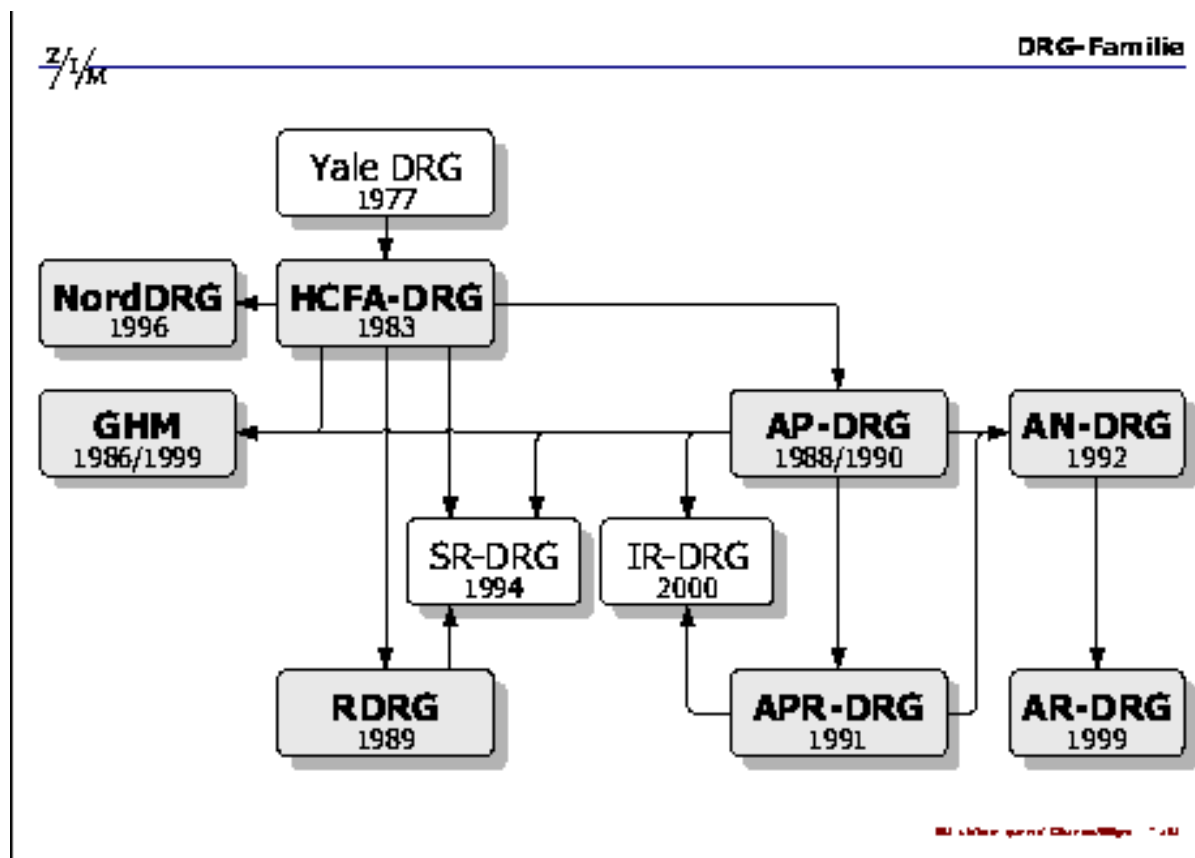 Z/I/M
DRG-Familie
Yale DRG
1977
NordDRG
1996
HCFA-DRG
1983
GHM
1986/1999
AP-DRG
1988/1990
AN-DRG
1992
SR-DRG
1994
IR-DRG
2000
RDRG
1989
APR-DRG
1991
AR-DRG
1999